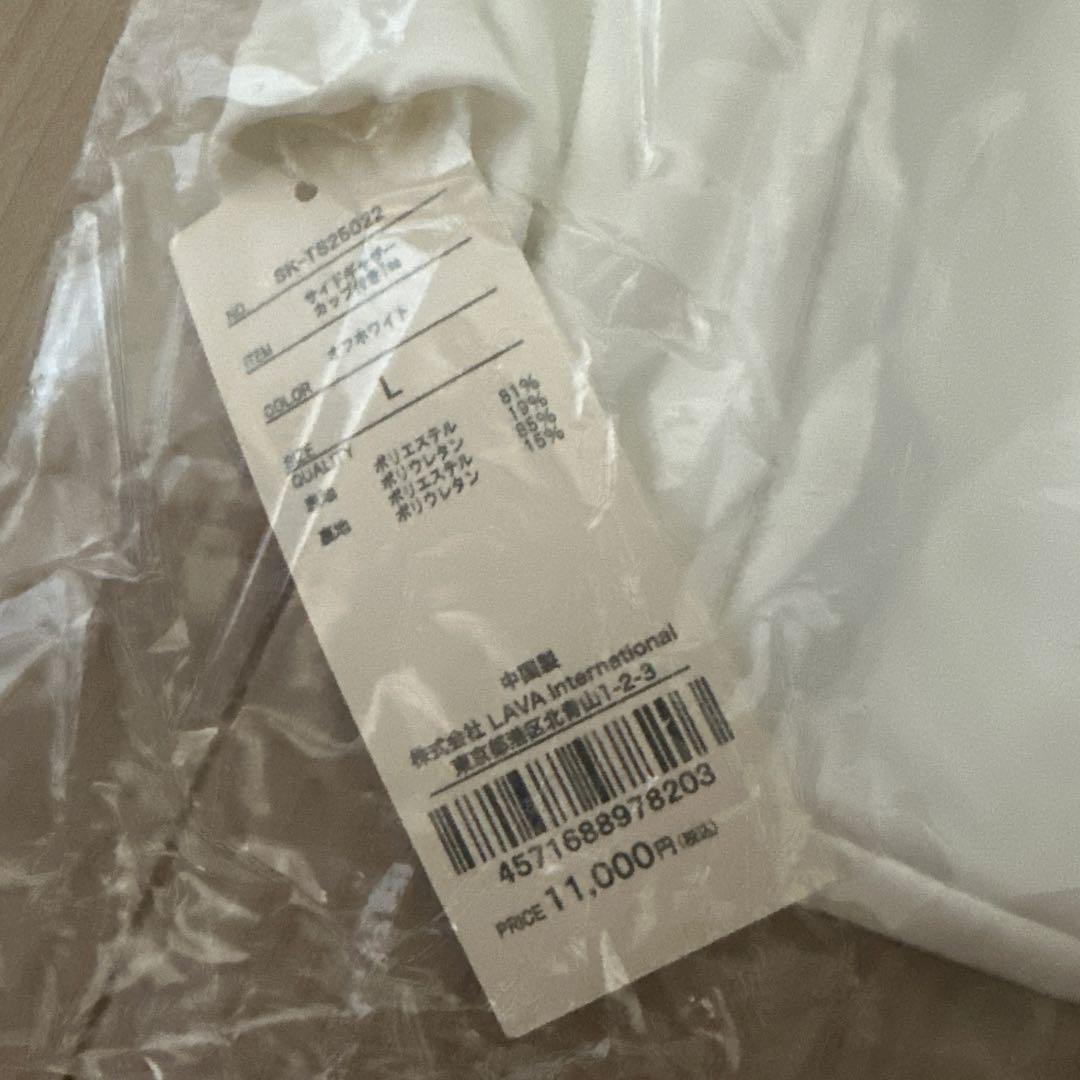 NO. SK-TS25022
ITEM サイドギャザー
カップ付き
COLOR オフホワイト
SIZE L
QUALITY
表地 ポリエステル 81%
ポリウレタン 19%
裏地 ポリエステル 85%
ポリウレタン 15%
中国製
株式会社 LAVA International
東京都港区北青山1-2-3
4571688978203
PRICE 11,000円(税込)